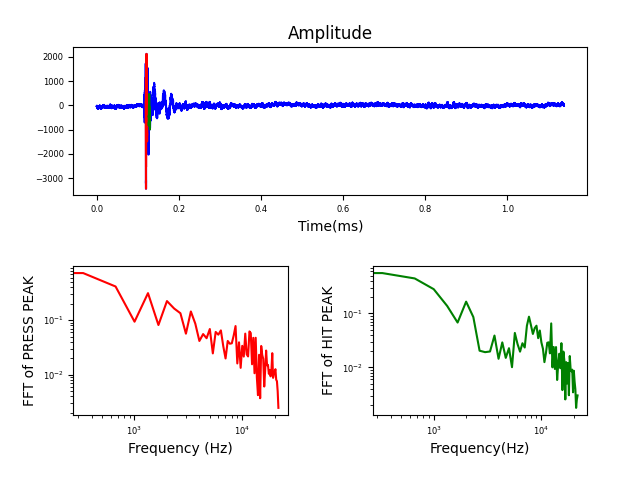 Amplitude
2000
1000
0
−1000
−2000
−3000
0.0 0.2 0.4 0.6 0.8 1.0
Time(ms)
FFT of PRESS PEAK
10⁻¹
10⁻²
10³ 10⁴
Frequency (Hz)
FFT of HIT PEAK
10⁻¹
10⁻²
10³ 10⁴
Frequency(Hz)